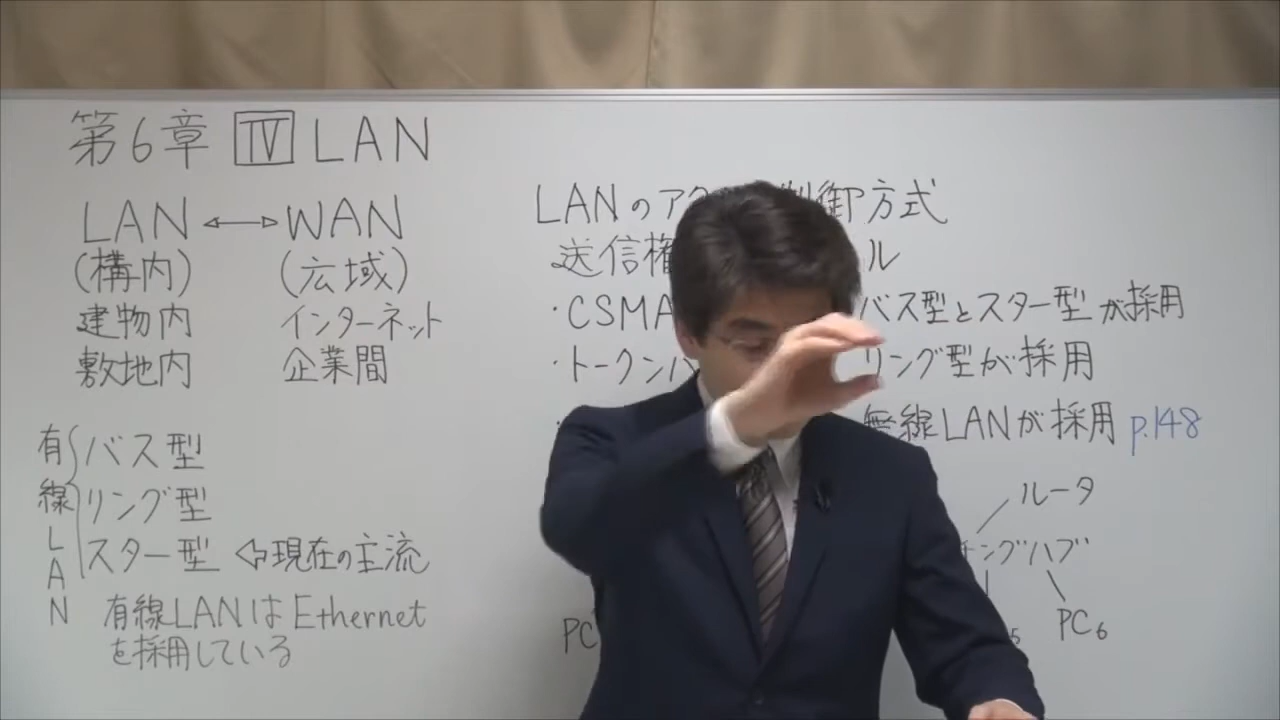 第6章 Ⅳ LAN
LAN ⟷ WAN
(構内) (広域)
建物内 インターネット
敷地内 企業間
有線LAN
バス型
リング型
スター型 ⇦現在の主流
有線LANはEthernet
を採用している
LANのア 制御方式
送信権 ル
・CSMA バス型とスター型が採用
・トークン リング型が採用
無線LANが採用 p.148
ルータ
チングハブ
PC PC6